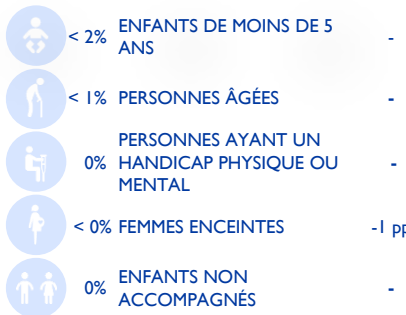 < 2% ENFANTS DE MOINS DE 5 ANS -
< 1% PERSONNES ÂGÉES -
PERSONNES AYANT UN
0% HANDICAP PHYSIQUE OU -
MENTAL
< 0% FEMMES ENCEINTES -1 pp
0% ENFANTS NON ACCOMPAGNÉS -